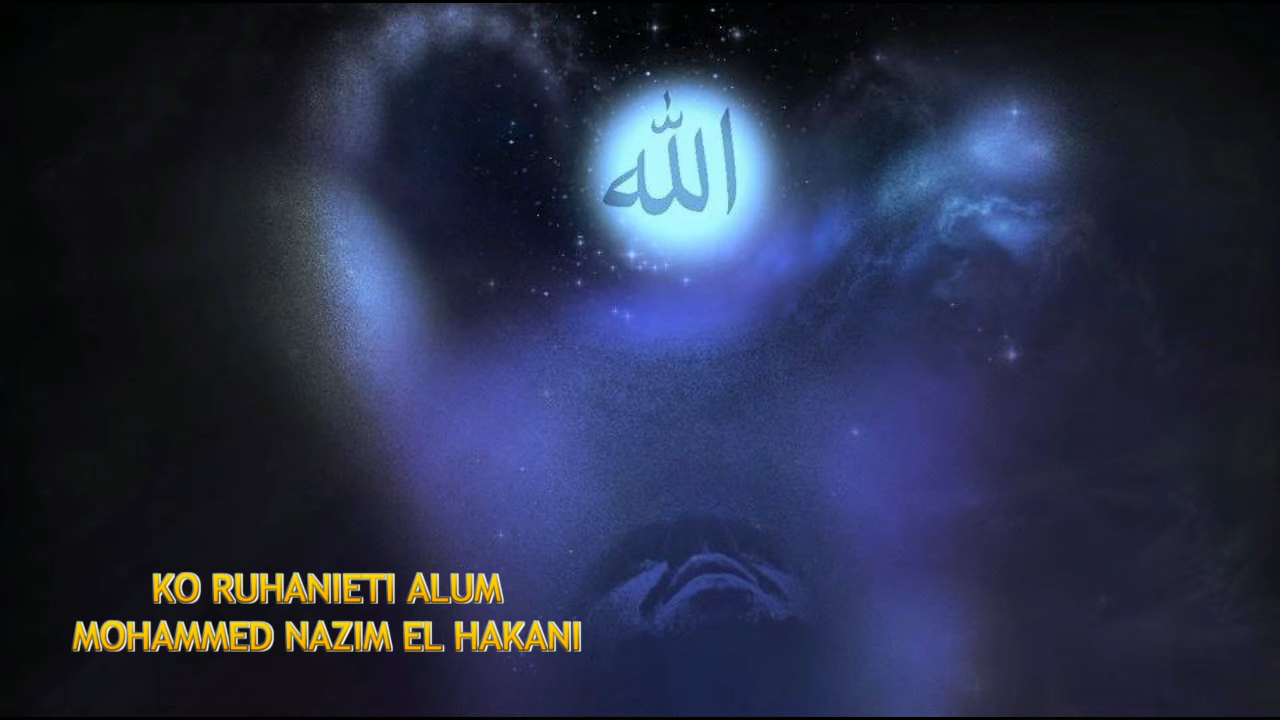 الله
KO RUHANIETI ALUM
MOHAMMED NAZIM EL HAKANI